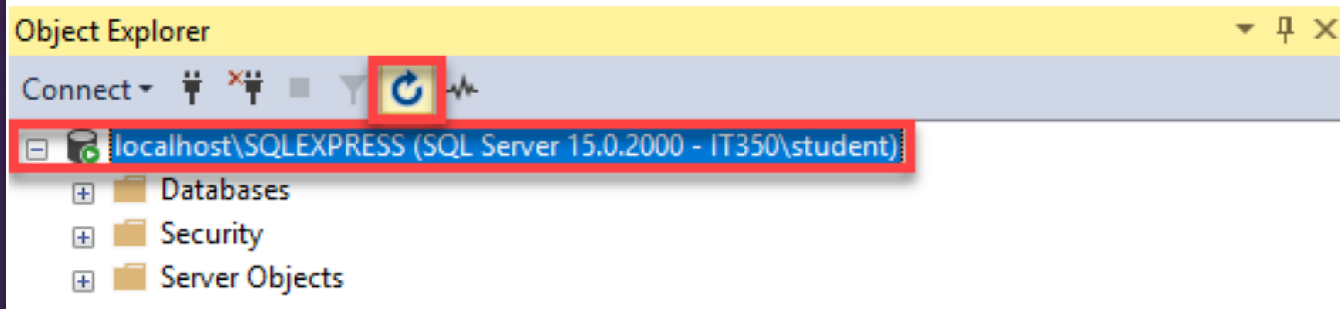 Object Explorer
Connect
localhost\SQLEXPRESS (SQL Server 15.0.2000 - IT350\student)
Databases
Security
Server Objects